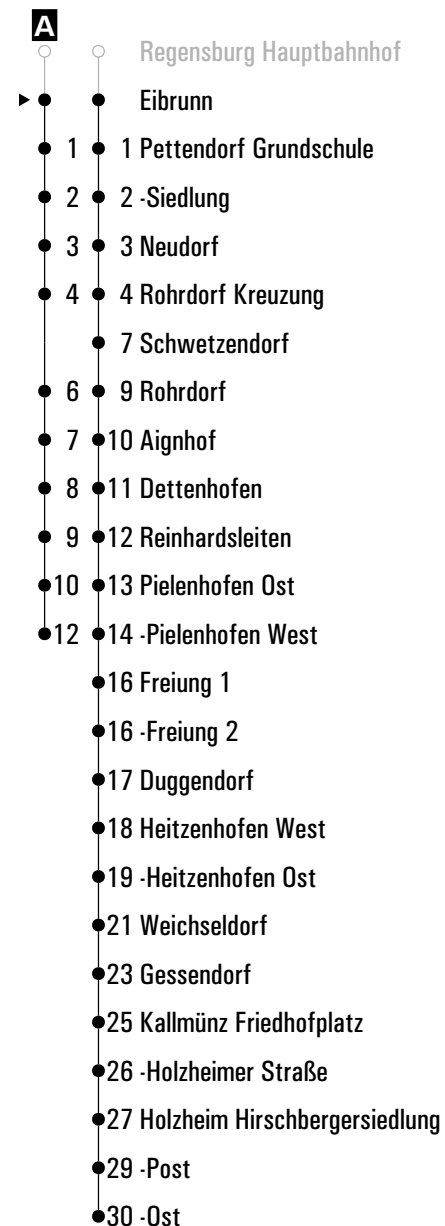 A
Regensburg Hauptbahnhof
Eibrunn
1 1 Pettendorf Grundschule
2 2 -Siedlung
3 3 Neudorf
4 4 Rohrdorf Kreuzung
7 Schwetzendorf
6 9 Rohrdorf
7 10 Aignhof
8 11 Dettenhofen
9 12 Reinhardsleiten
10 13 Pielenhofen Ost
12 14 -Pielenhofen West
16 Freiung 1
16 -Freiung 2
17 Duggendorf
18 Heitzenhofen West
19 -Heitzenhofen Ost
21 Weichseldorf
23 Gessendorf
25 Kallmünz Friedhofplatz
26 -Holzheimer Straße
27 Holzheim Hirschbergersiedlung
29 -Post
30 -Ost